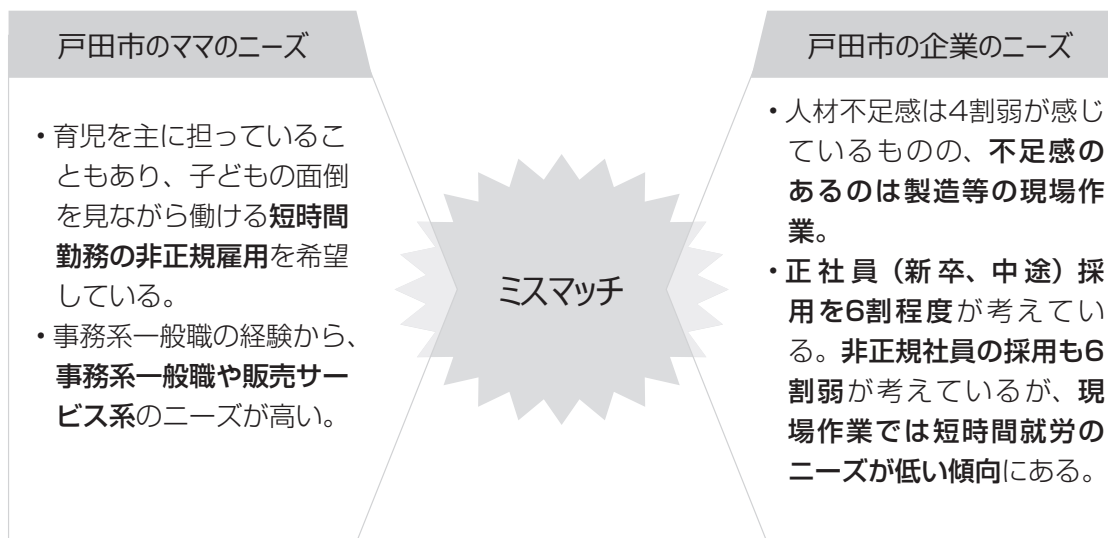 戸田市のママのニーズ
・育児を主に担っているこ
ともあり、子どもの面倒
を見ながら働ける短時間
勤務の非正規雇用を希望
している。
・事務系一般職の経験から、
事務系一般職や販売サー
ビス系のニーズが高い。
ミスマッチ
戸田市の企業のニーズ
・人材不足感は4割弱が感じ
ているものの、不足感の
あるのは製造等の現場作
業。
・正社員（新卒、中途）採
用を6割程度が考えてい
る。非正規社員の採用も6
割弱が考えているが、現
場作業では短時間就労の
ニーズが低い傾向にある。